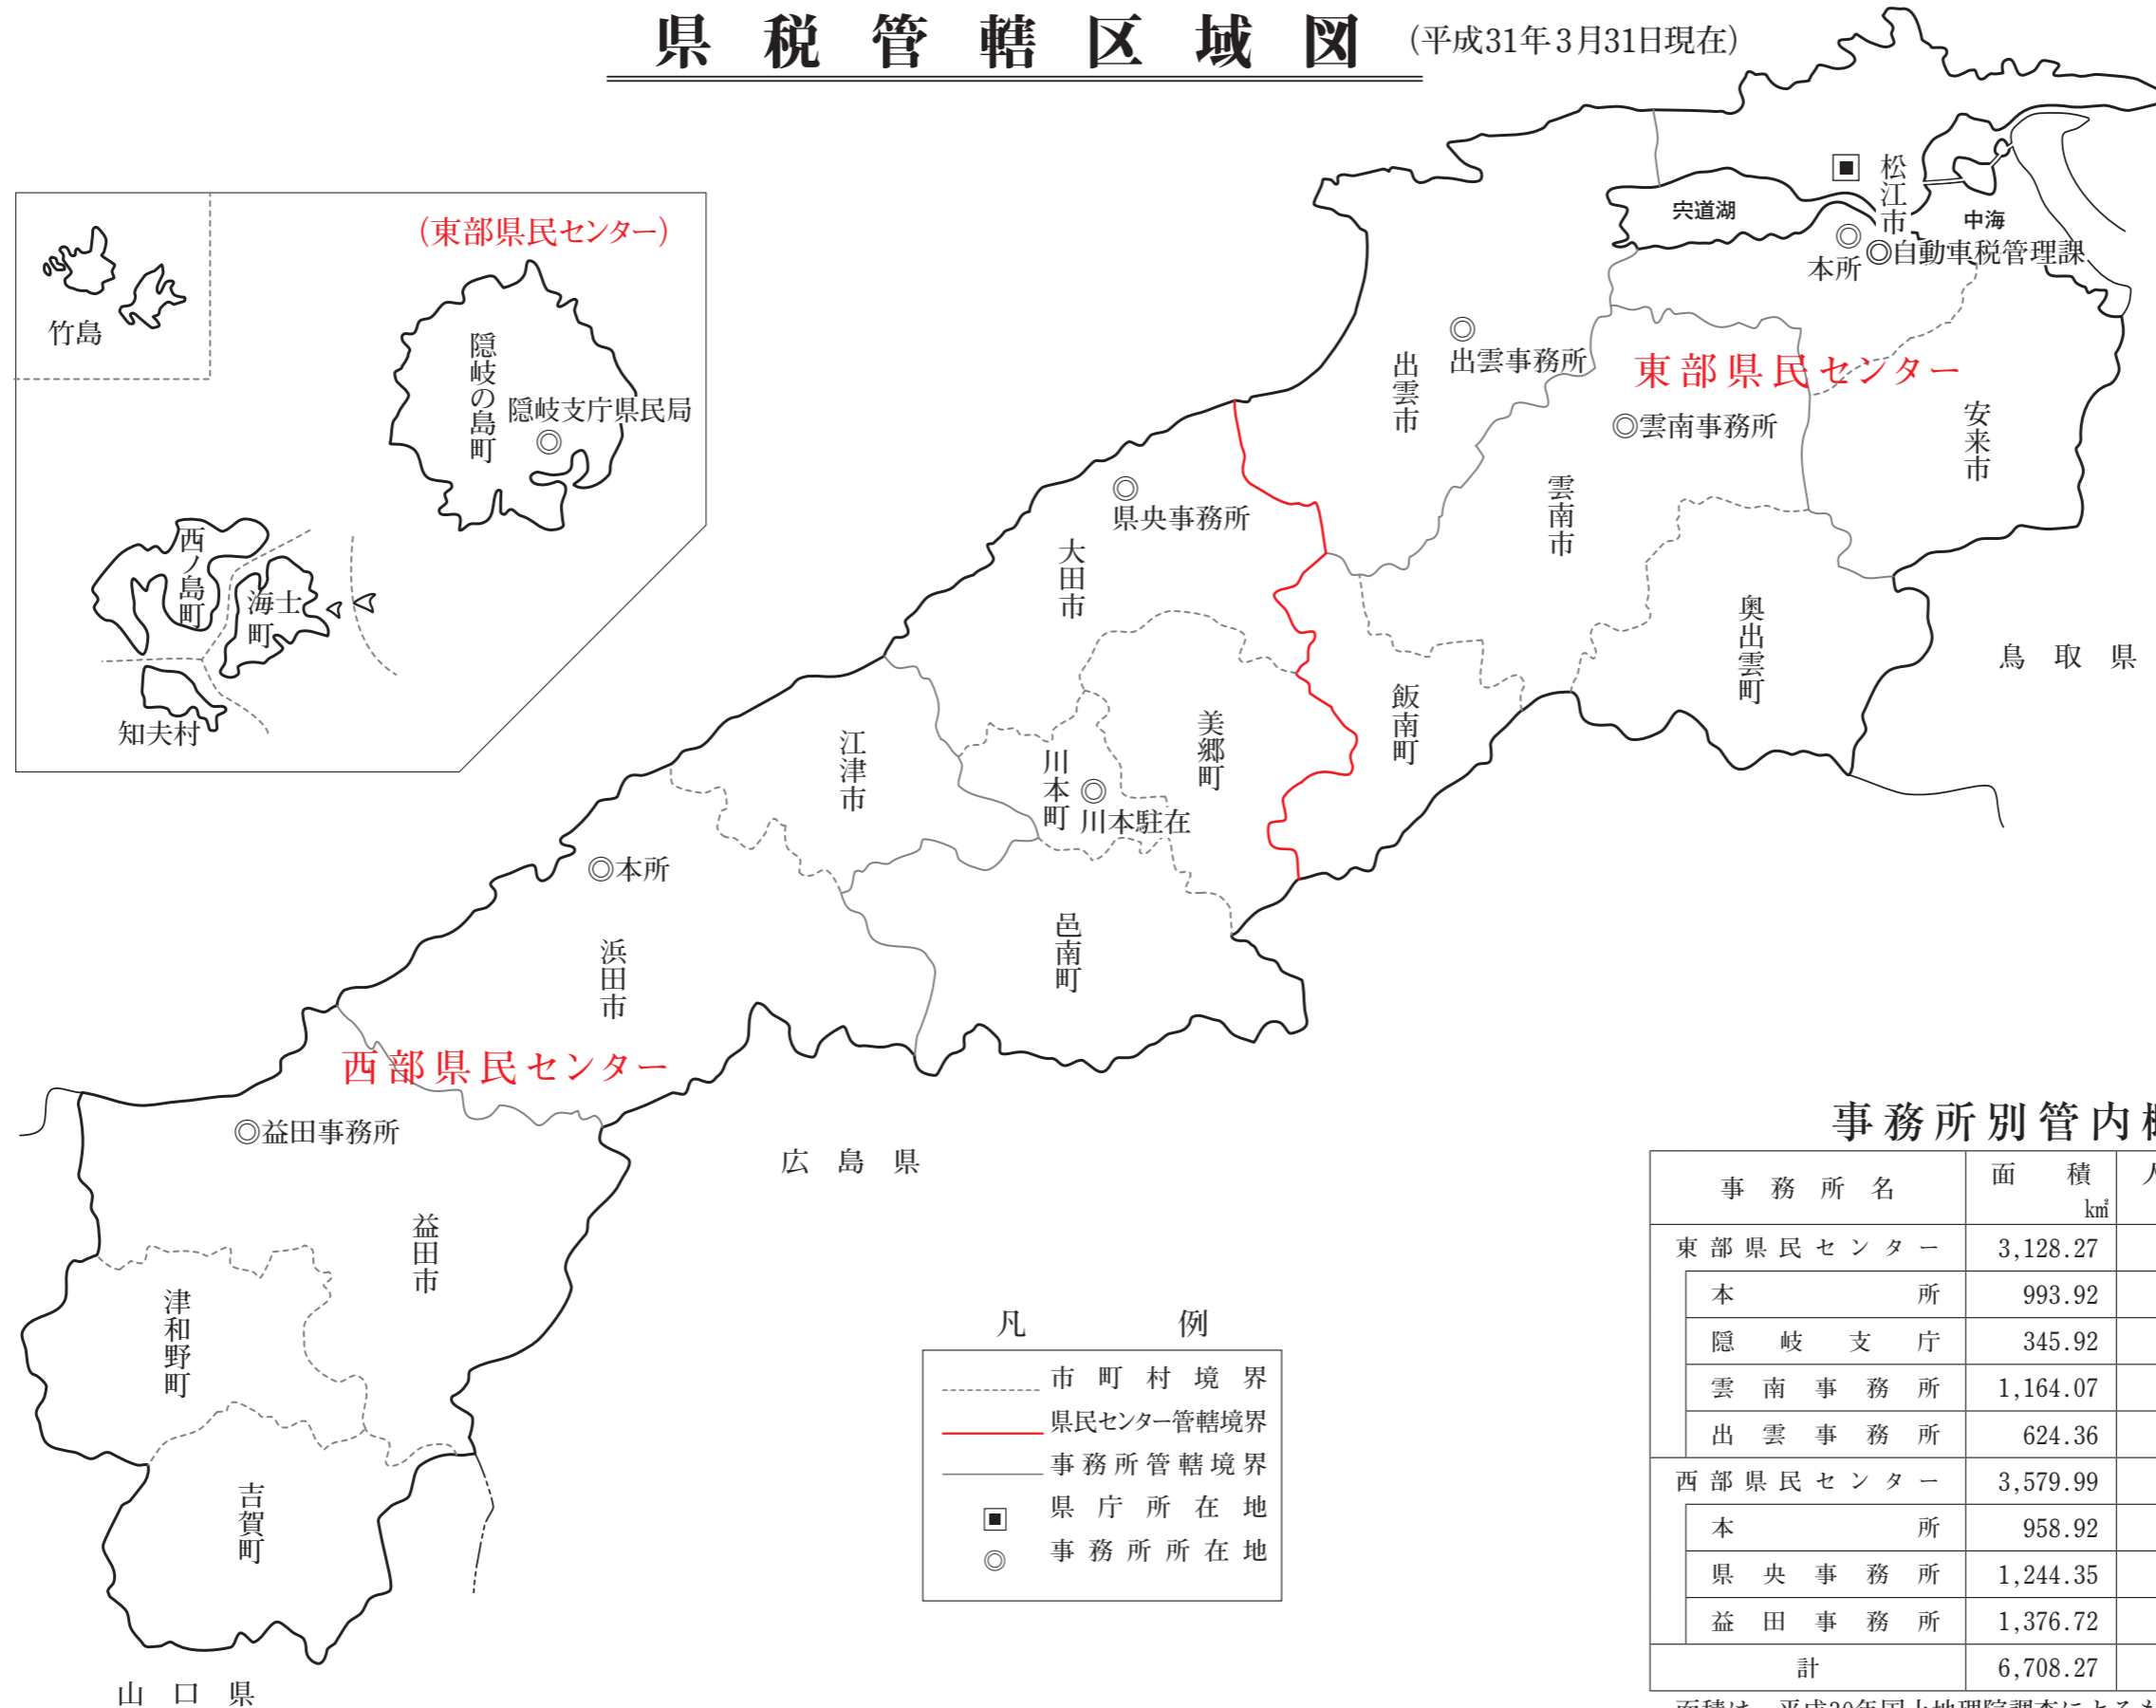 県税管轄区域図
(平成31年3月31日現在)
(東部県民センター)
竹島
隠岐の島町
隠岐支庁県民局
◎
西ノ島町
海士町
知夫村
松江市
宍道湖
中海
◎
本所
◎自動車税管理課
◎
出雲事務所
出雲市
東部県民センター
◎雲南事務所
安来市
雲南市
◎
県央事務所
大田市
奥出雲町
鳥取県
飯南町
美郷町
江津市
川本町
◎
川本駐在
◎本所
浜田市
邑南町
西部県民センター
◎益田事務所
広島県
益田市
津和野町
吉賀町
山口県
凡例
市町村境界
県民センター管轄境界
事務所管轄境界
県庁所在地
◎ 事務所所在地
事務所別管内
事務所名 面積 km²
東部県民センター 3,128.27
本所 993.92
隠岐支庁 345.92
雲南事務所 1,164.07
出雲事務所 624.36
西部県民センター 3,579.99
本所 958.92
県央事務所 1,244.35
益田事務所 1,376.72
計 6,708.27